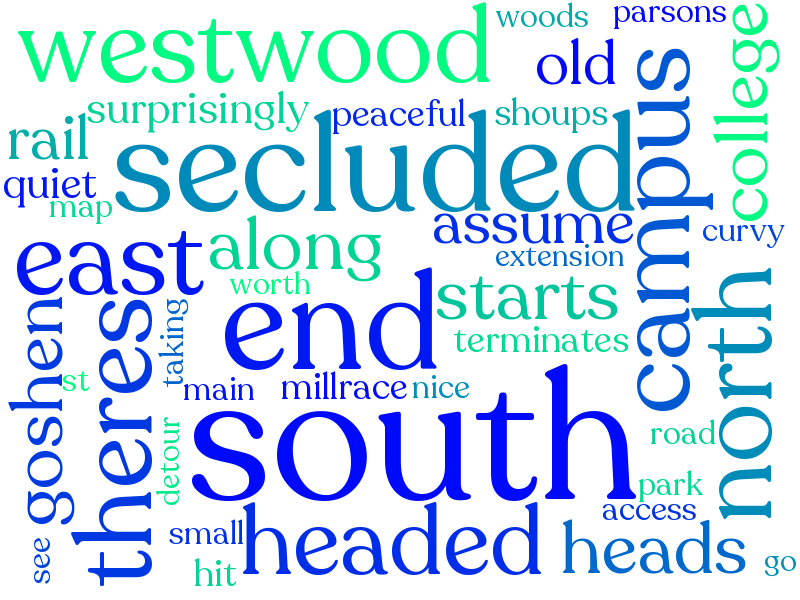 westwood
woods
parsons
old
college
surprisingly
peaceful
shoups
campus
rail
secluded
quiet
map
assume
curvy
east
along
extension
worth
end
starts
north
goshen
theres
taking
terminates
st
main
millrace
nice
south
detour
road
park
access
small
headed
heads
see
hit
go